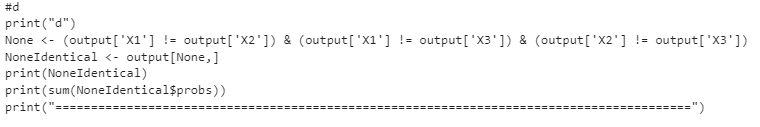 #d
print("d")
None <- (output['X1'] != output['X2']) & (output['X1'] != output['X3']) & (output['X2'] != output['X3'])
NoneIdentical <- output[None,]
print(NoneIdentical)
print(sum(NoneIdentical$probs))
print("=========================================================================================")